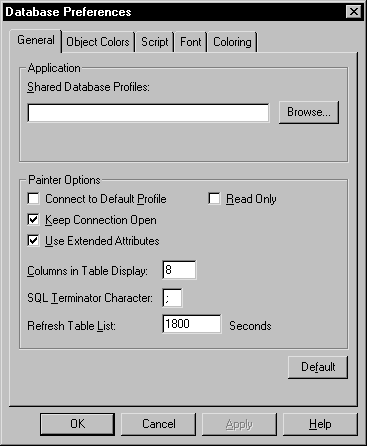 Database Preferences
General Object Colors Script Font Coloring
Application
Shared Database Profiles:
Browse...
Painter Options
Connect to Default Profile Read Only
Keep Connection Open
Use Extended Attributes
Columns in Table Display: 8
SQL Terminator Character: ;
Refresh Table List: 1800 Seconds
Default
OK Cancel Apply Help